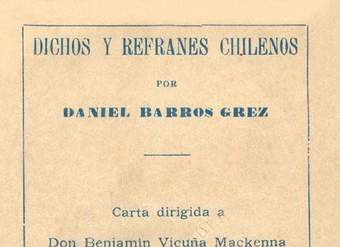 DICHOS Y REFRANES CHILENOS
POR
DANIEL BARROS GREZ
Carta dirigida a
Don Benjamin Vicuña Mackenna